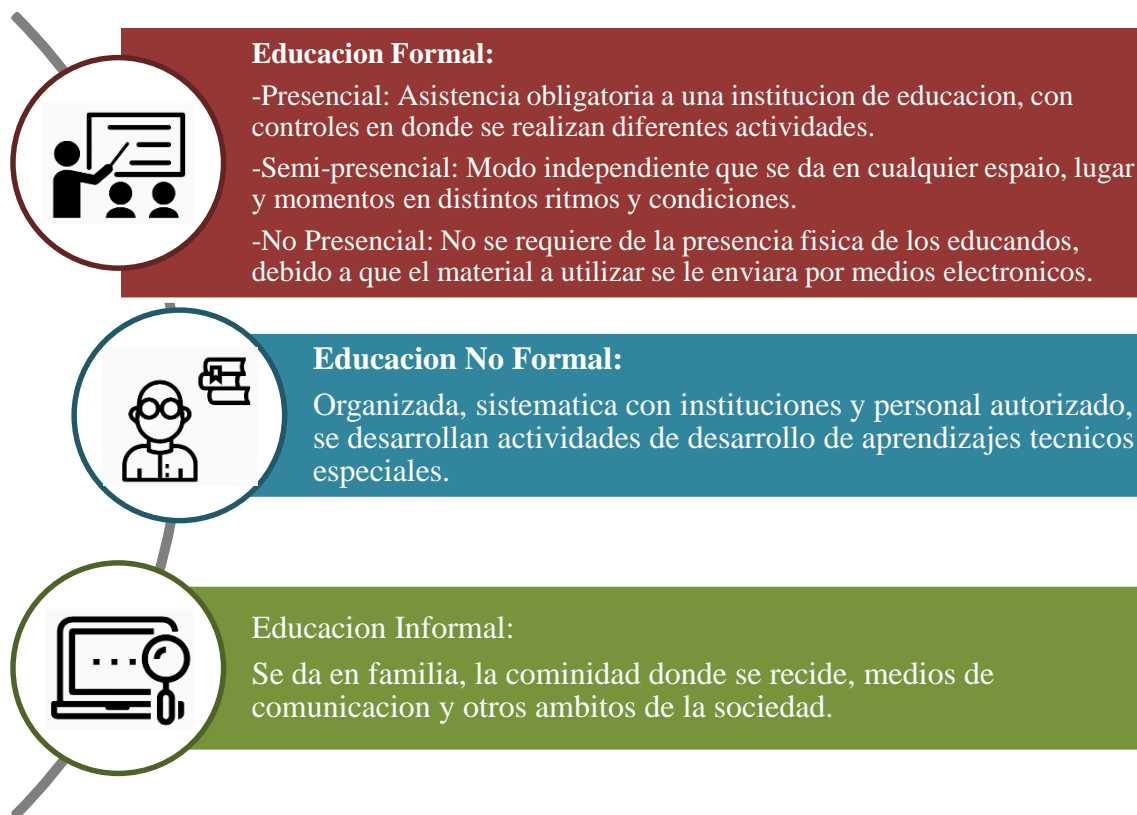 Educacion Formal:
-Presencial: Asistencia obligatoria a una institucion de educacion, con
controles en donde se realizan diferentes actividades.
-Semi-presencial: Modo independiente que se da en cualquier espaio, lugar
y momentos en distintos ritmos y condiciones.
-No Presencial: No se requiere de la presencia fisica de los educandos,
debido a que el material a utilizar se le enviara por medios electronicos.
Educacion No Formal:
Organizada, sistematica con instituciones y personal autorizado,
se desarrollan actividades de desarrollo de aprendizajes tecnicos
especiales.
Educacion Informal:
Se da en familia, la cominidad donde se recide, medios de
comunicacion y otros ambitos de la sociedad.